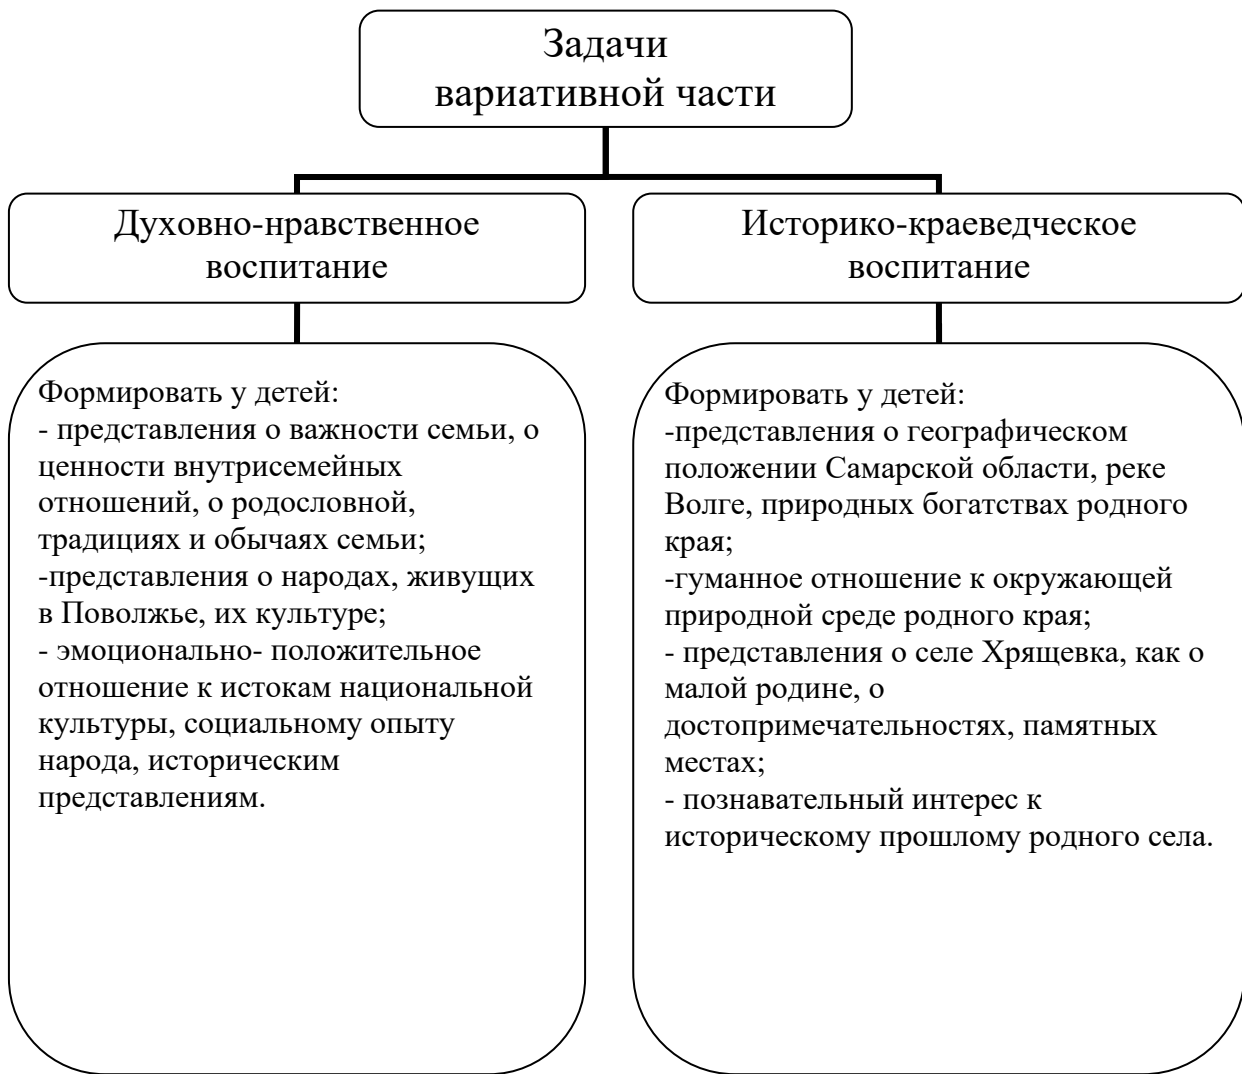 Задачи
вариативной части
Духовно-нравственное
воспитание
Историко-краеведческое
воспитание
Формировать у детей:
- представления о важности семьи, о
ценности внутрисемейных
отношений, о родословной,
традициях и обычаях семьи;
-представления о народах, живущих
в Поволжье, их культуре;
- эмоционально- положительное
отношение к истокам национальной
культуры, социальному опыту
народа, историческим
представлениям.
Формировать у детей:
-представления о географическом
положении Самарской области, реке
Волге, природных богатствах родного
края;
-гуманное отношение к окружающей
природной среде родного края;
- представления о селе Хрящевка, как о
малой родине, о
достопримечательностях, памятных
местах;
- познавательный интерес к
историческому прошлому родного села.